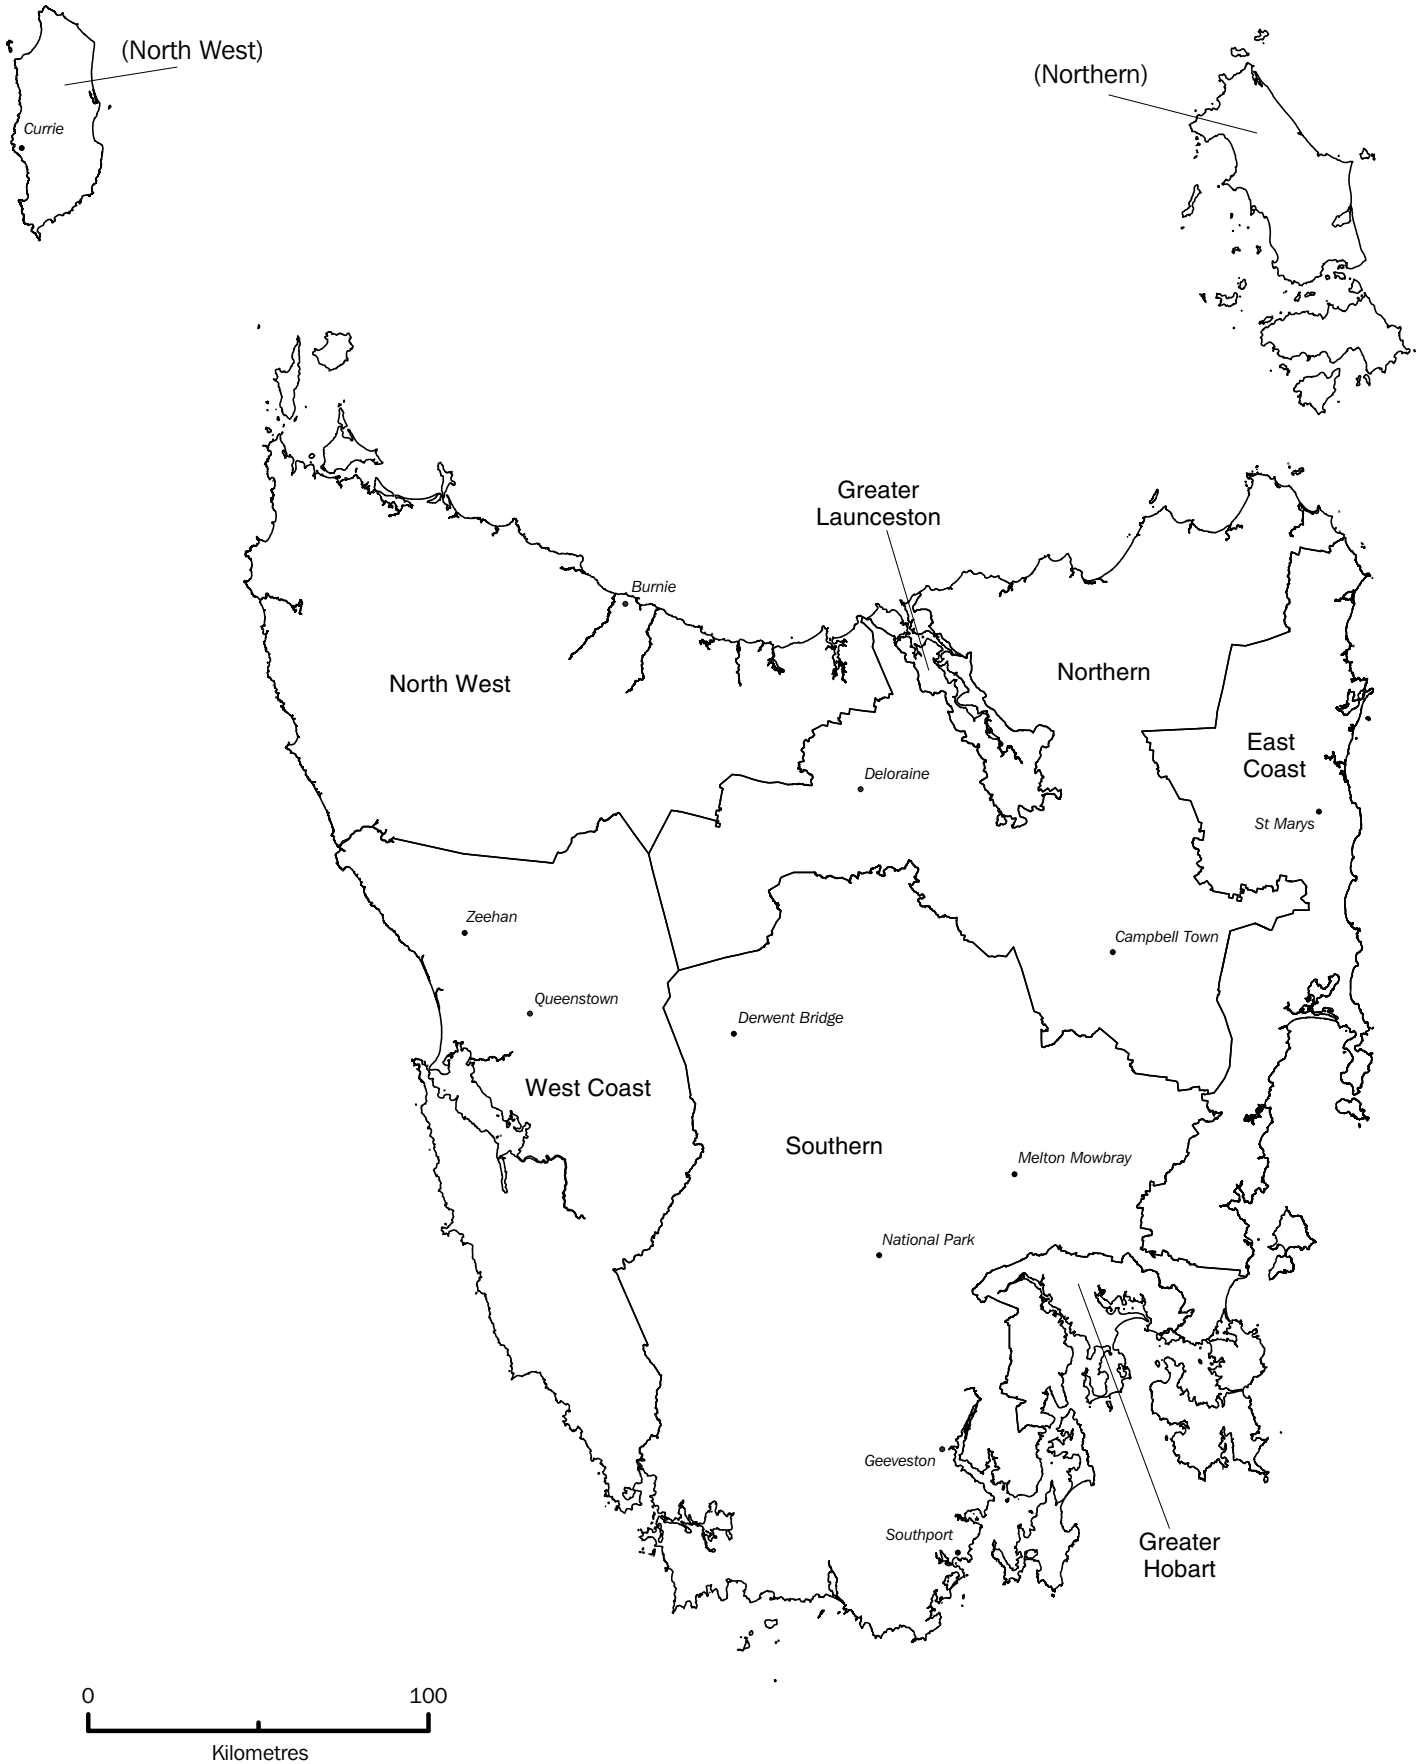 (North West)
(Northern)
Currie
Greater
Launceston
Burnie
Northern
North West
East
Coast
Deloraine
St Marys
Zeehan
Campbell Town
Queenstown
Derwent Bridge
West Coast
Southern
Melton Mowbray
National Park
Geeveston
Southport
Greater
Hobart
0
100
Kilometres